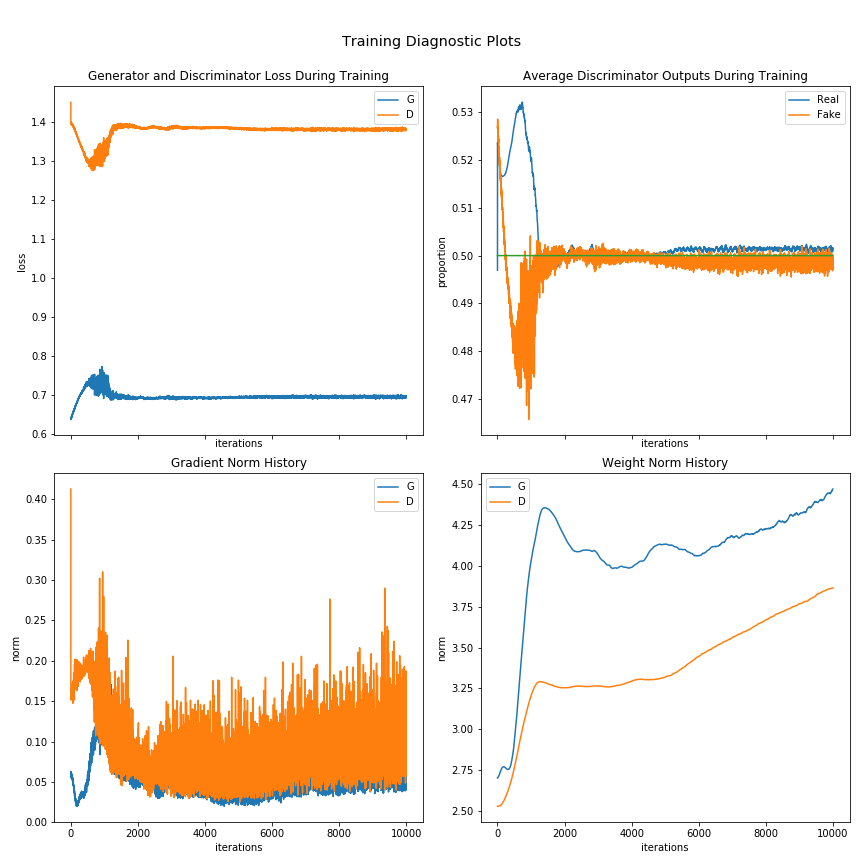 Training Diagnostic Plots
Generator and Discriminator Loss During Training
G
D
1.4
1.3
1.2
1.1
1.0
0.9
0.8
0.7
0.6
loss
iterations
Average Discriminator Outputs During Training
Real
Fake
0.53
0.52
0.51
0.50
0.49
0.48
0.47
proportion
iterations
Gradient Norm History
G
D
0.40
0.35
0.30
0.25
0.20
0.15
0.10
0.05
0.00
norm
0 2000 4000 6000 8000 10000
iterations
Weight Norm History
G
D
4.50
4.25
4.00
3.75
3.50
3.25
3.00
2.75
2.50
norm
0 2000 4000 6000 8000 10000
iterations